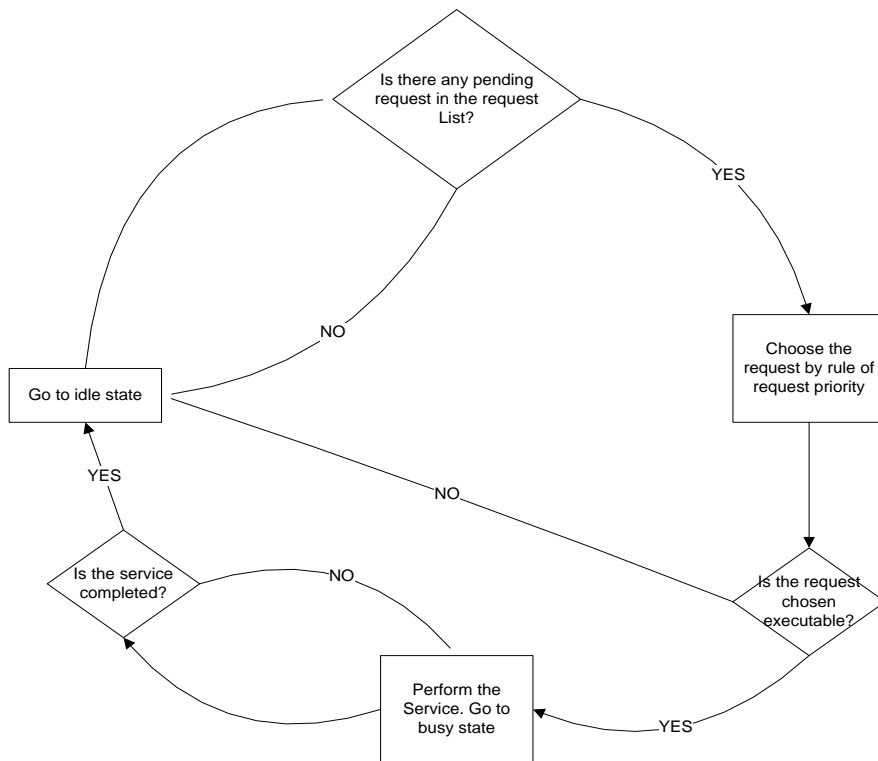 Is there any pending
request in the request
List?
YES
NO
Choose the
request by rule of
request priority
Go to idle state
YES
NO
Is the service
completed?
NO
Is the request
chosen
executable?
Perform the
Service. Go to
busy state
YES